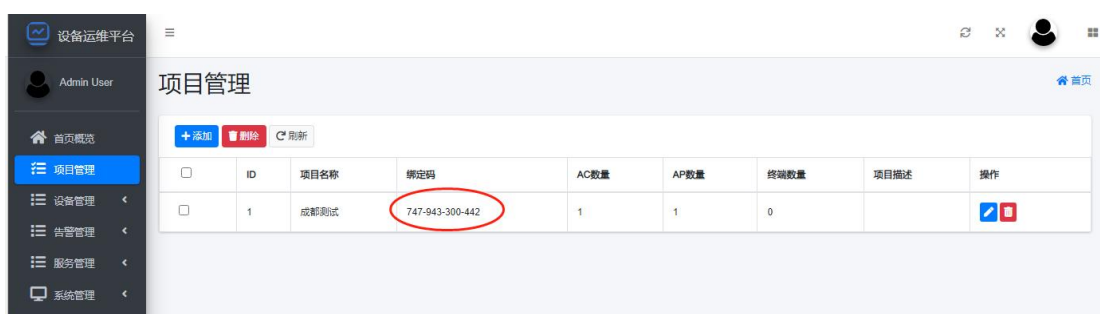 设备运维平台
Admin User
项目管理
首页
首页概览
添加 删除 刷新
项目管理
ID 项目名称 绑定码 AC数量 AP数量 终端数量 项目描述 操作
设备管理
1 成都测试 747-943-300-442 1 1 0
告警管理
服务管理
系统管理